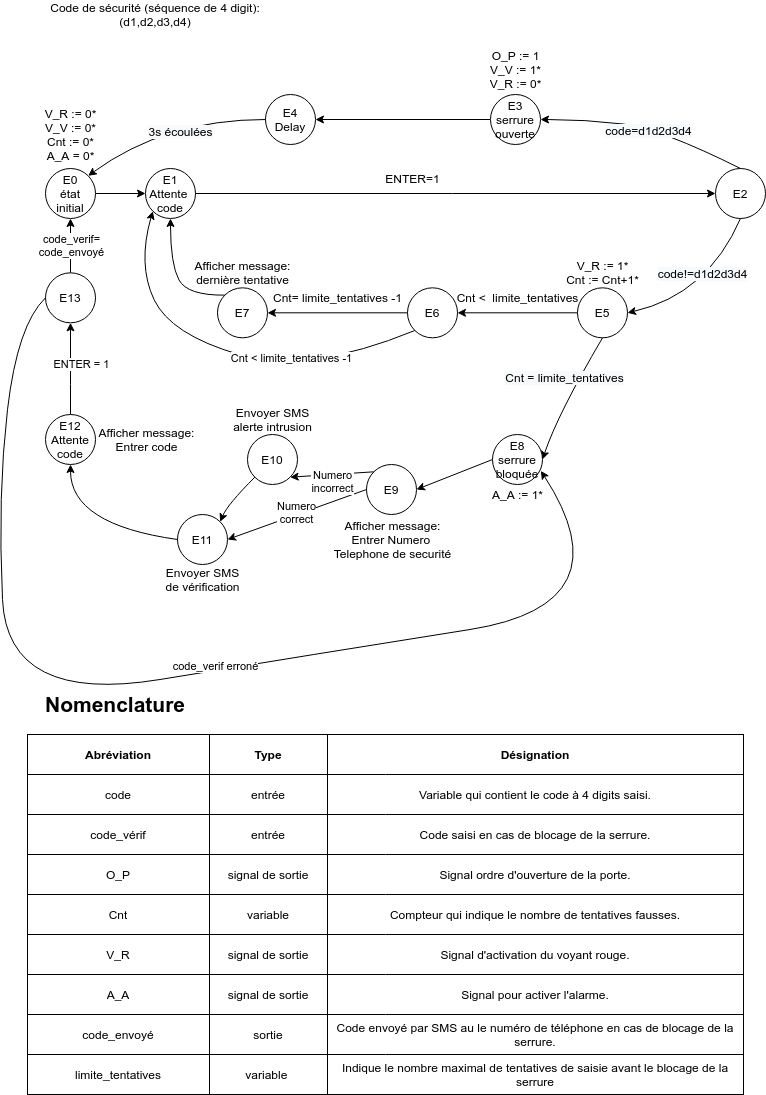 Code de sécurité (séquence de 4 digit):
(d1,d2,d3,d4)
O_P := 1
V_V := 1*
V_R := 0*
E3
serrure
ouverte
E4
Delay
V_R := 0*
V_V := 0*
Cnt := 0*
A_A = 0*
3s écoulées
code=d1d2d3d4
E0
état
initial
E1
Attente
code
ENTER=1
E2
code_verif=
code_envoyé
Afficher message:
dernière tentative
V_R := 1*
Cnt := Cnt+1*
code!=d1d2d3d4
E13
E7
Cnt= limite_tentatives -1
E6
Cnt < limite_tentatives
E5
Cnt < limite_tentatives -1
ENTER = 1
Cnt = limite_tentatives
E12
Attente
code
Afficher message:
Entrer code
Envoyer SMS
alerte intrusion
E10
Numero
incorrect
E9
E8
serrure
bloquée
A_A := 1*
Numero
correct
Afficher message:
Entrer Numero
Telephone de securité
E11
Envoyer SMS
de vérification
code_verif erroné
Nomenclature
Abréviation Type Désignation
code entrée Variable qui contient le code à 4 digits saisi.
code_vérif entrée Code saisi en cas de blocage de la serrure.
O_P signal de sortie Signal ordre d'ouverture de la porte.
Cnt variable Compteur qui indique le nombre de tentatives fausses.
V_R signal de sortie Signal d'activation du voyant rouge.
A_A signal de sortie Signal pour activer l'alarme.
code_envoyé sortie Code envoyé par SMS au le numéro de téléphone en cas de blocage de la
serrure.
limite_tentatives variable Indique le nombre maximal de tentatives de saisie avant le blocage de la
serrure